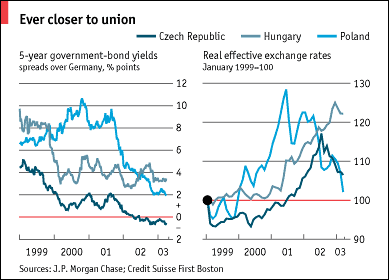 Ever closer to union
Czech Republic Hungary Poland
5-year government-bond yields
spreads over Germany, % points
12
10
8
6
4
2
+
0
–
2
1999 2000 01 02 03
Real effective exchange rates
January 1999=100
130
120
110
100
90
1999 2000 01 02 03
Sources: J.P. Morgan Chase; Credit Suisse First Boston